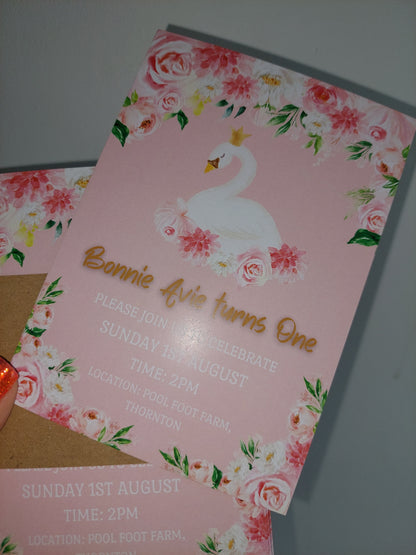 Bonnie Avie turns One
PLEASE JOIN US TO CELEBRATE
SUNDAY 1ST AUGUST
TIME: 2PM
LOCATION: POOL FOOT FARM,
THORNTON
SUNDAY 1ST AUGUST
TIME: 2PM
LOCATION: POOL FOOT FARM,
THORNTON